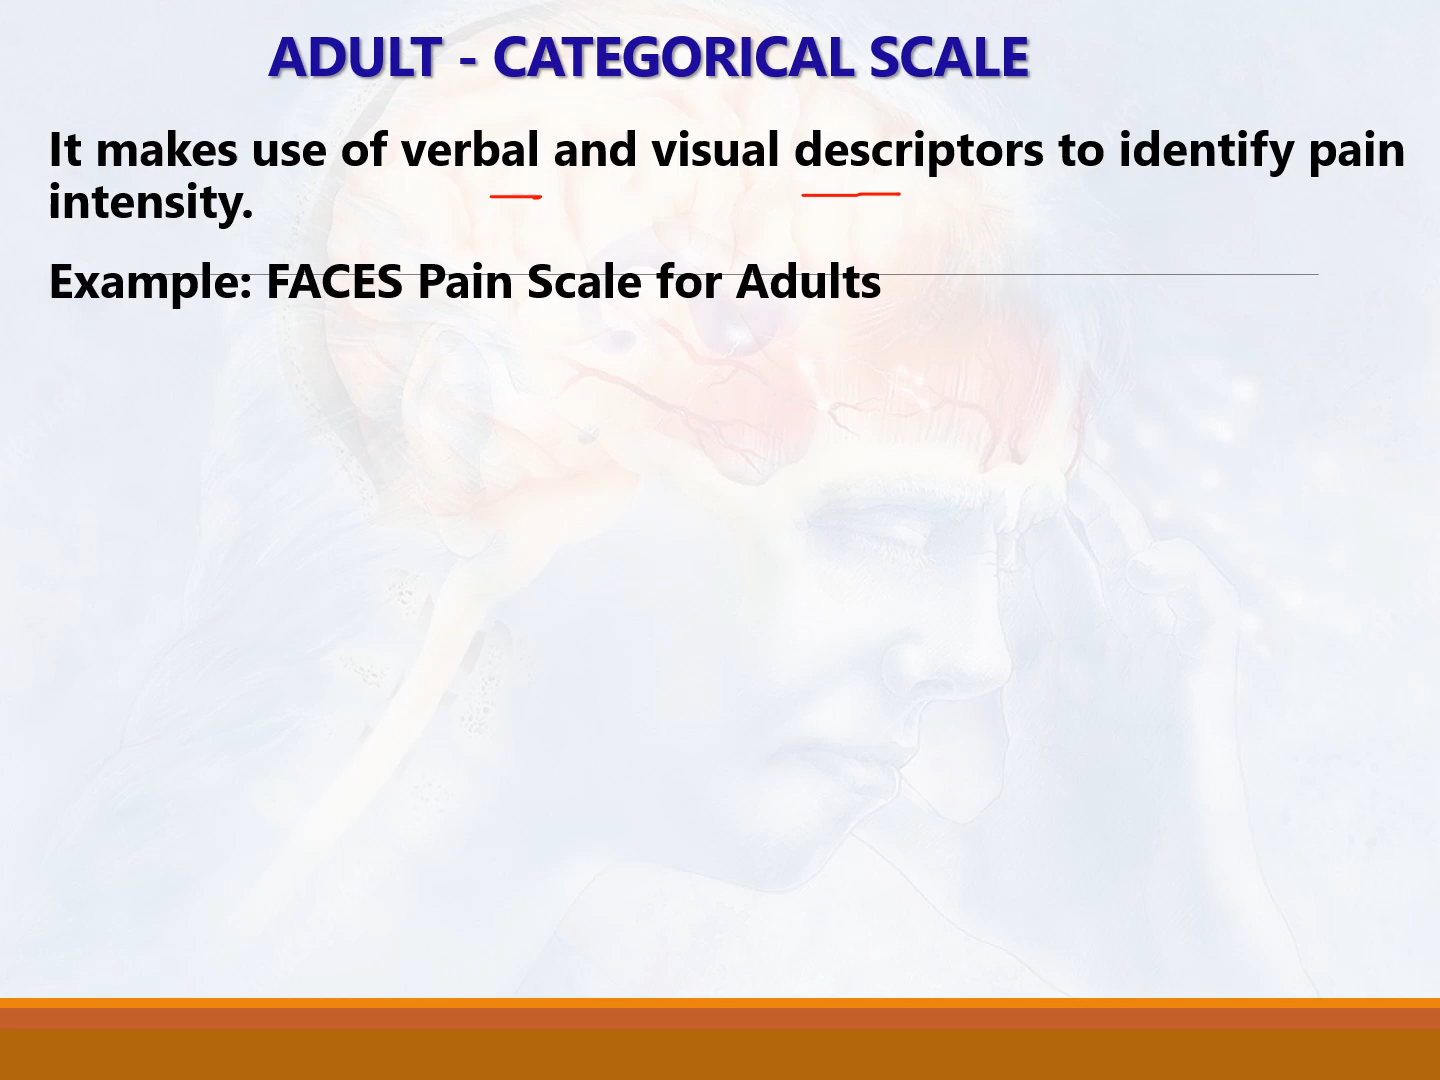 ADULT - CATEGORICAL SCALE
It makes use of verbal and visual descriptors to identify pain
intensity.
Example: FACES Pain Scale for Adults